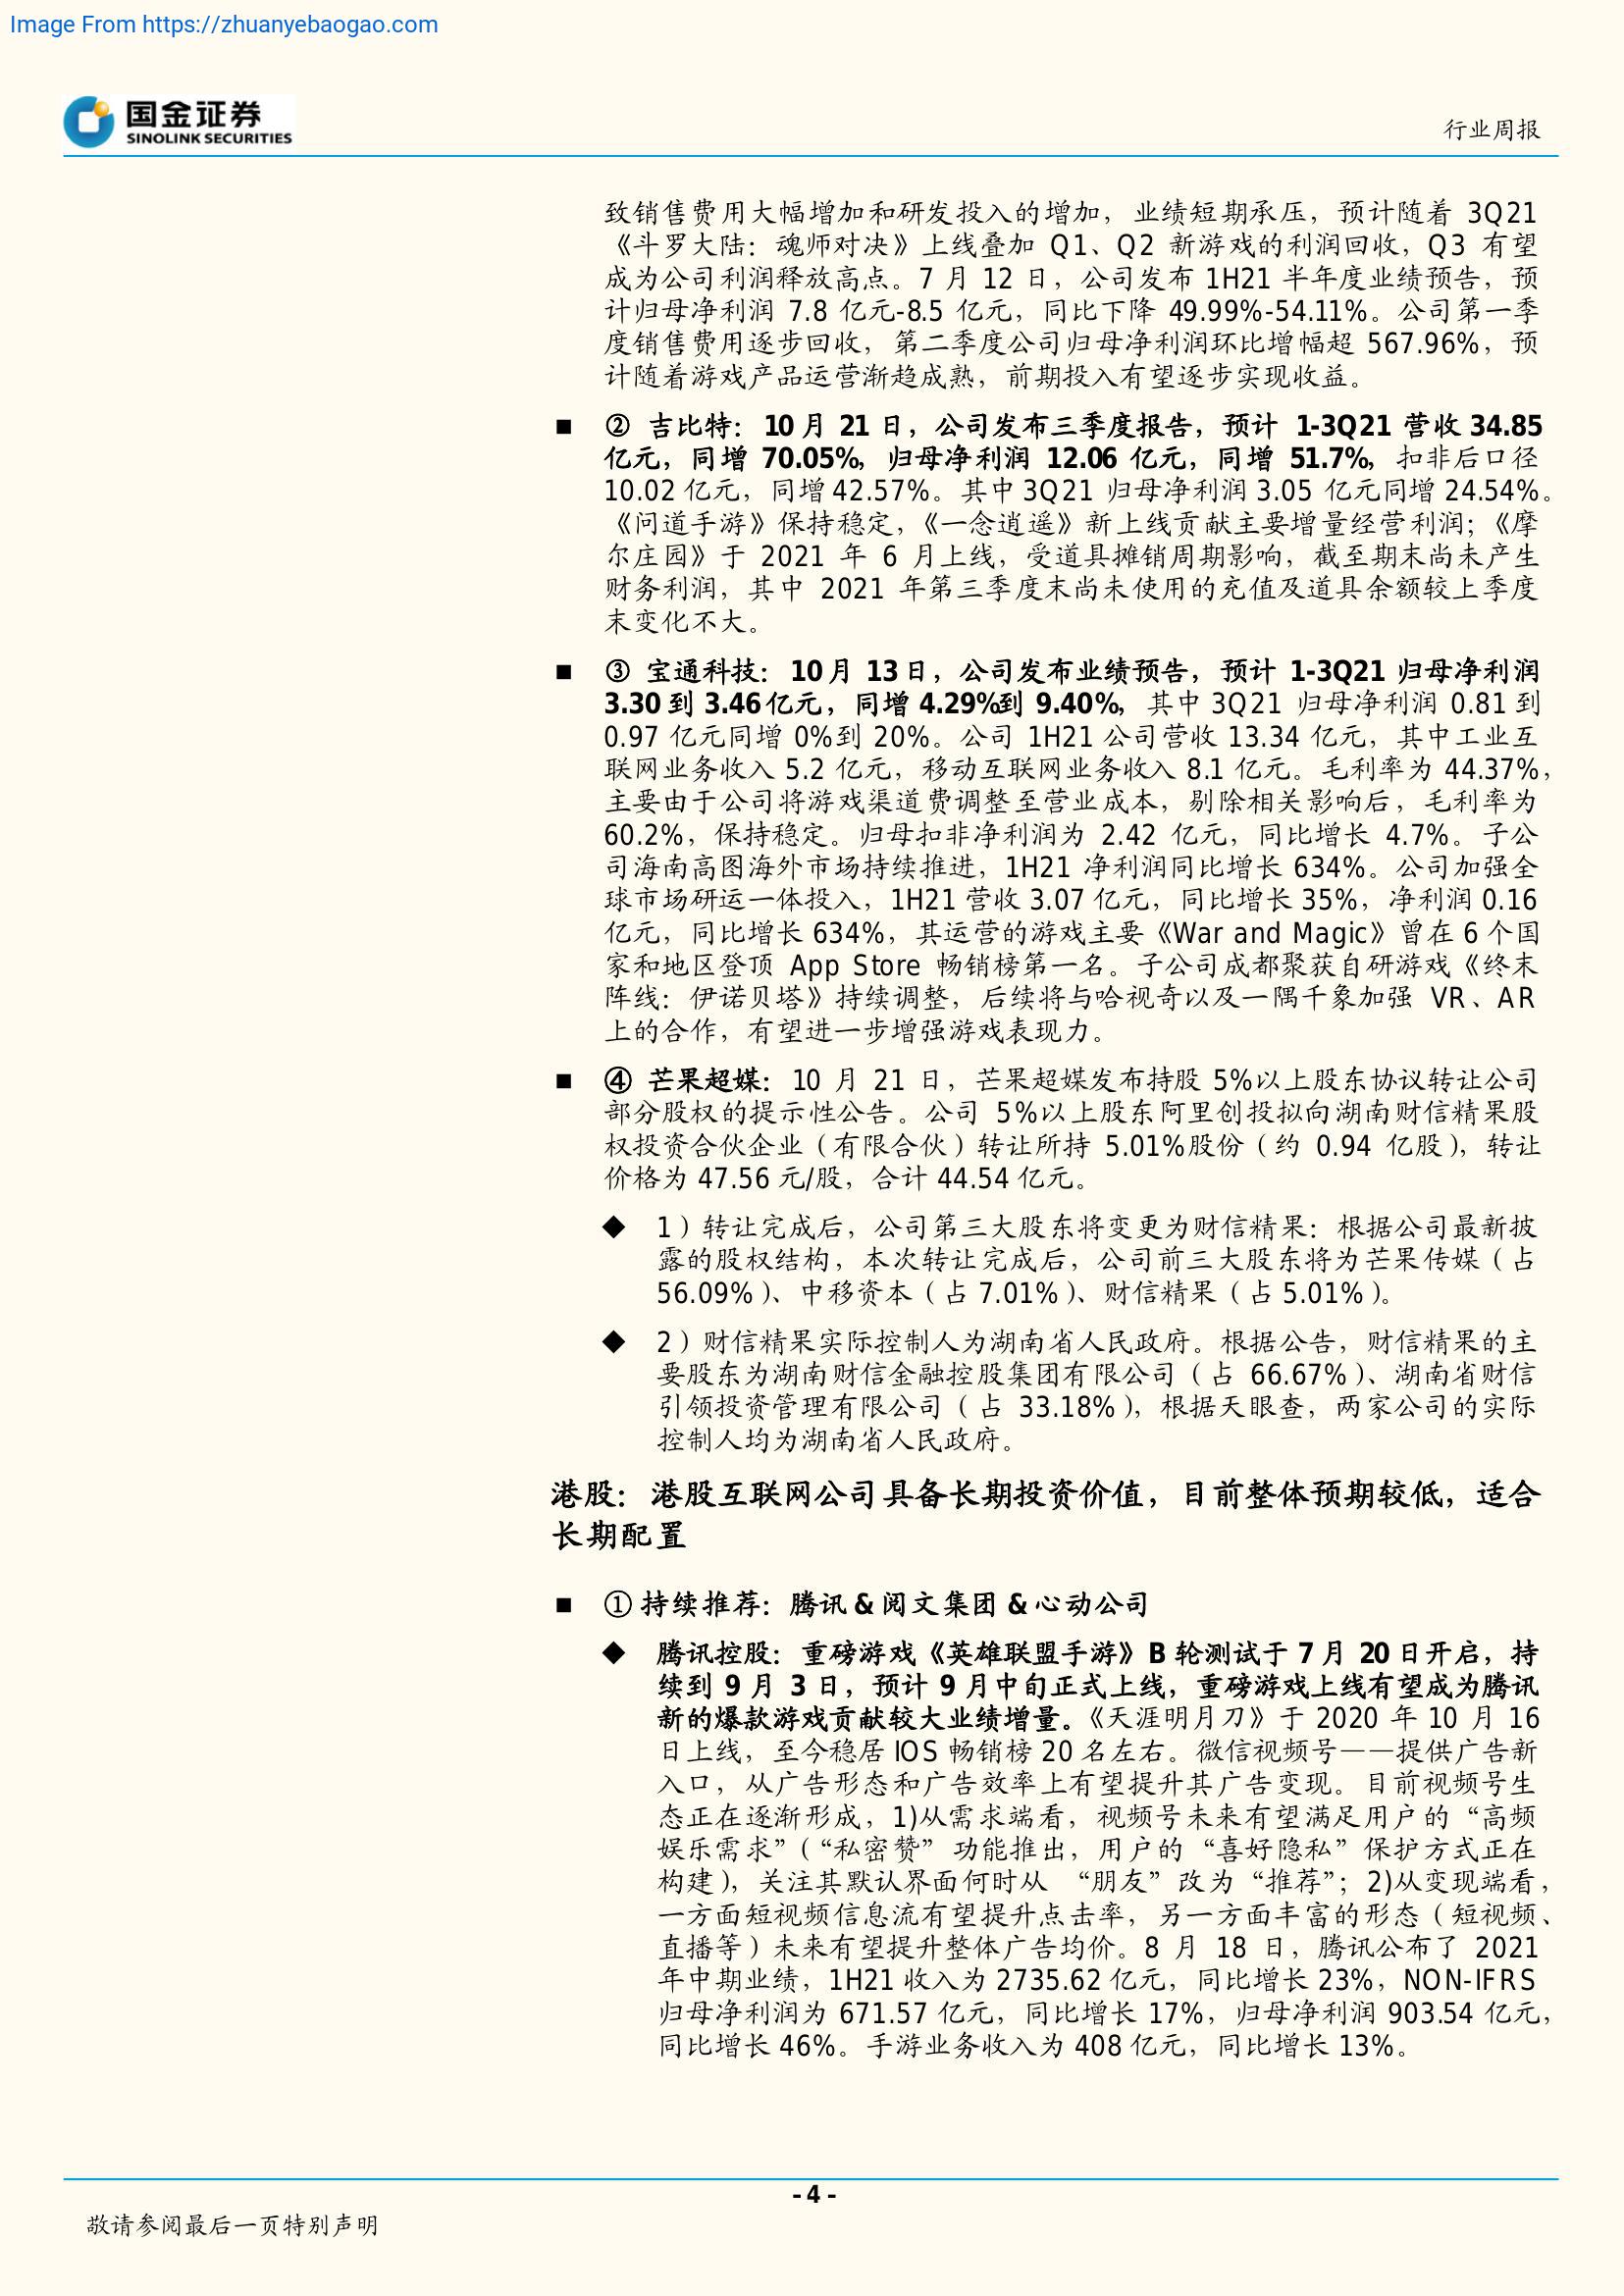 Image From https://zhuanyebaogao.com
国金证券
SINOLINK SECURITIES
行业周报
致销售费用大幅增加和研发投入的增加，业绩短期承压，预计随着 3Q21
《斗罗大陆：魂师对决》上线叠加 Q1、Q2 新游戏的利润回收，Q3 有望
成为公司利润释放高点。7 月 12 日，公司发布 1H21 半年度业绩预告，预
计归母净利润 7.8 亿元-8.5 亿元，同比下降 49.99%-54.11%。公司第一季
度销售费用逐步回收，第二季度公司归母净利润环比增幅超 567.96%，预
计随着游戏产品运营渐趋成熟，前期投入有望逐步实现收益。
■ ② 吉比特：10 月 21 日，公司发布三季度报告，预计 1-3Q21 营收 34.85
亿元，同增 70.05%，归母净利润 12.06 亿元，同增 51.7%，扣非后口径
10.02 亿元，同增 42.57%。其中 3Q21 归母净利润 3.05 亿元同增 24.54%。
《问道手游》保持稳定，《一念逍遥》新上线贡献主要增量经营利润；《摩
尔庄园》于 2021 年 6 月上线，受道具摊销周期影响，截至期末尚未产生
财务利润，其中 2021 年第三季度末尚未使用的充值及道具余额较上季度
末变化不大。
■ ③ 宝通科技：10 月 13 日，公司发布业绩预告，预计 1-3Q21 归母净利润
3.30 到 3.46 亿元，同增 4.29%到 9.40%，其中 3Q21 归母净利润 0.81 到
0.97 亿元同增 0%到 20%。公司 1H21 公司营收 13.34 亿元，其中工业互
联网业务收入 5.2 亿元，移动互联网业务收入 8.1 亿元。毛利率为 44.37%，
主要由于公司将游戏渠道费调整至营业成本，剔除相关影响后，毛利率为
60.2%，保持稳定。归母扣非净利润为 2.42 亿元，同比增长 4.7%。子公
司海南高图海外市场持续推进，1H21 净利润同比增长 634%。公司加强全
球市场研运一体投入，1H21 营收 3.07 亿元，同比增长 35%，净利润 0.16
亿元，同比增长 634%，其运营的游戏主要《War and Magic》曾在 6 个国
家和地区登顶 App Store 畅销榜第一名。子公司成都聚获自研游戏《终末
阵线：伊诺贝塔》持续调整，后续将与哈视奇以及一隅千象加强 VR、AR
上的合作，有望进一步增强游戏表现力。
■ ④ 芒果超媒：10 月 21 日，芒果超媒发布持股 5%以上股东协议转让公司
部分股权的提示性公告。公司 5%以上股东阿里创投拟向湖南财信精果股
权投资合伙企业（有限合伙）转让所持 5.01%股份（约 0.94 亿股），转让
价格为 47.56 元/股，合计 44.54 亿元。
◆ 1）转让完成后，公司第三大股东将变更为财信精果：根据公司最新披
露的股权结构，本次转让完成后，公司前三大股东将为芒果传媒（占
56.09%）、中移资本（占 7.01%）、财信精果（占 5.01%）。
◆ 2）财信精果实际控制人为湖南省人民政府。根据公告，财信精果的主
要股东为湖南财信金融控股集团有限公司（占 66.67%）、湖南省财信
引领投资管理有限公司（占 33.18%），根据天眼查，两家公司的实际
控制人均为湖南省人民政府。
港股：港股互联网公司具备长期投资价值，目前整体预期较低，适合
长期配置
■ ① 持续推荐：腾讯 & 阅文集团 & 心动公司
◆ 腾讯控股：重磅游戏《英雄联盟手游》B 轮测试于 7 月 20 日开启，持
续到 9 月 3 日，预计 9 月中旬正式上线，重磅游戏上线有望成为腾讯
新的爆款游戏贡献较大业绩增量。《天涯明月刀》于 2020 年 10 月 16
日上线，至今稳居 IOS 畅销榜 20 名左右。微信视频号——提供广告新
入口，从广告形态和广告效率上有望提升其广告变现。目前视频号生
态正在逐渐形成，1)从需求端看，视频号未来有望满足用户的“高频
娱乐需求”（“私密赞”功能推出，用户的“喜好隐私”保护方式正在
构建），关注其默认界面何时从 “朋友”改为“推荐”；2)从变现端看，
一方面短视频信息流有望提升点击率，另一方面丰富的形态（短视频、
直播等）未来有望提升整体广告均价。8 月 18 日，腾讯公布了 2021
年中期业绩，1H21 收入为 2735.62 亿元，同比增长 23%，NON-IFRS
归母净利润为 671.57 亿元，同比增长 17%，归母净利润 903.54 亿元，
同比增长 46%。手游业务收入为 408 亿元，同比增长 13%。
- 4 -
敬请参阅最后一页特别声明